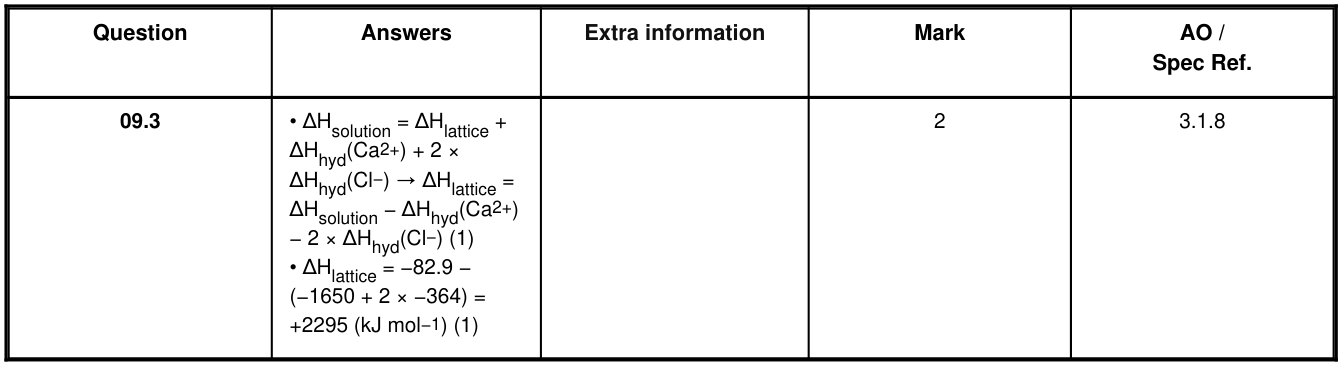 Question
Answers
Extra information
Mark
AO /
Spec Ref.
09.3
• ΔHsolution = ΔHlattice +
ΔHhyd(Ca2+) + 2 ×
ΔHhyd(Cl−) → ΔHlattice =
ΔHsolution − ΔHhyd(Ca2+)
− 2 × ΔHhyd(Cl−) (1)
• ΔHlattice = −82.9 −
(−1650 + 2 × −364) =
+2295 (kJ mol−1) (1)
2
3.1.8